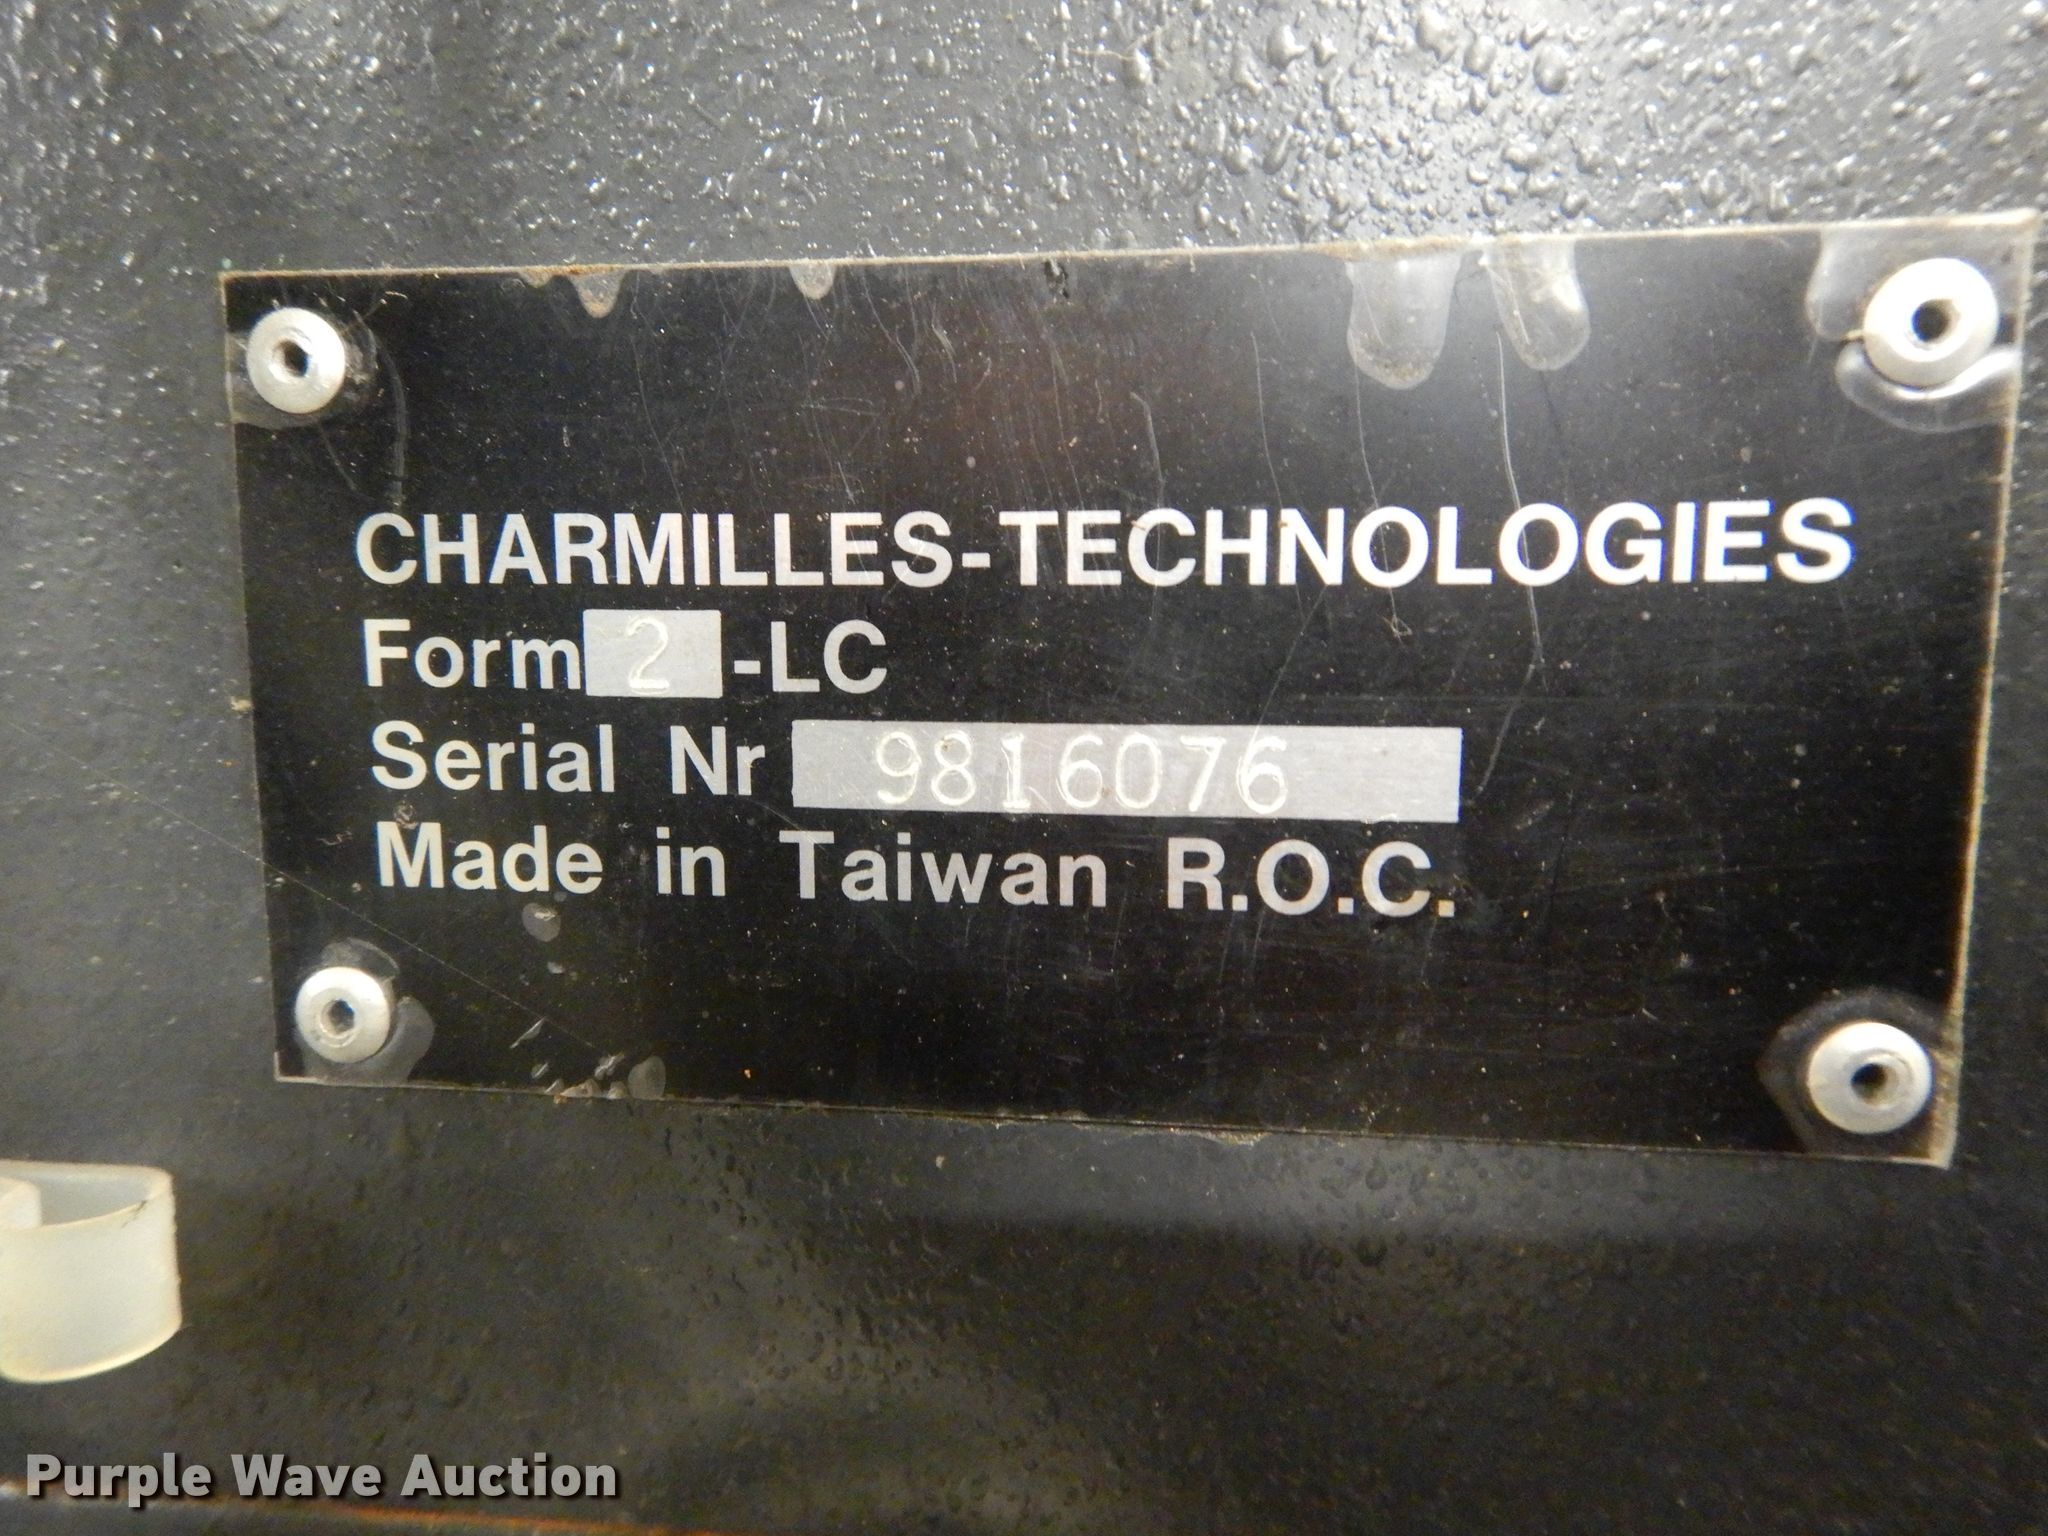 CHARMILLES-TECHNOLOGIES
Form 2 -LC
Serial Nr 9816076
Made in Taiwan R.O.C.
Purple Wave Auction